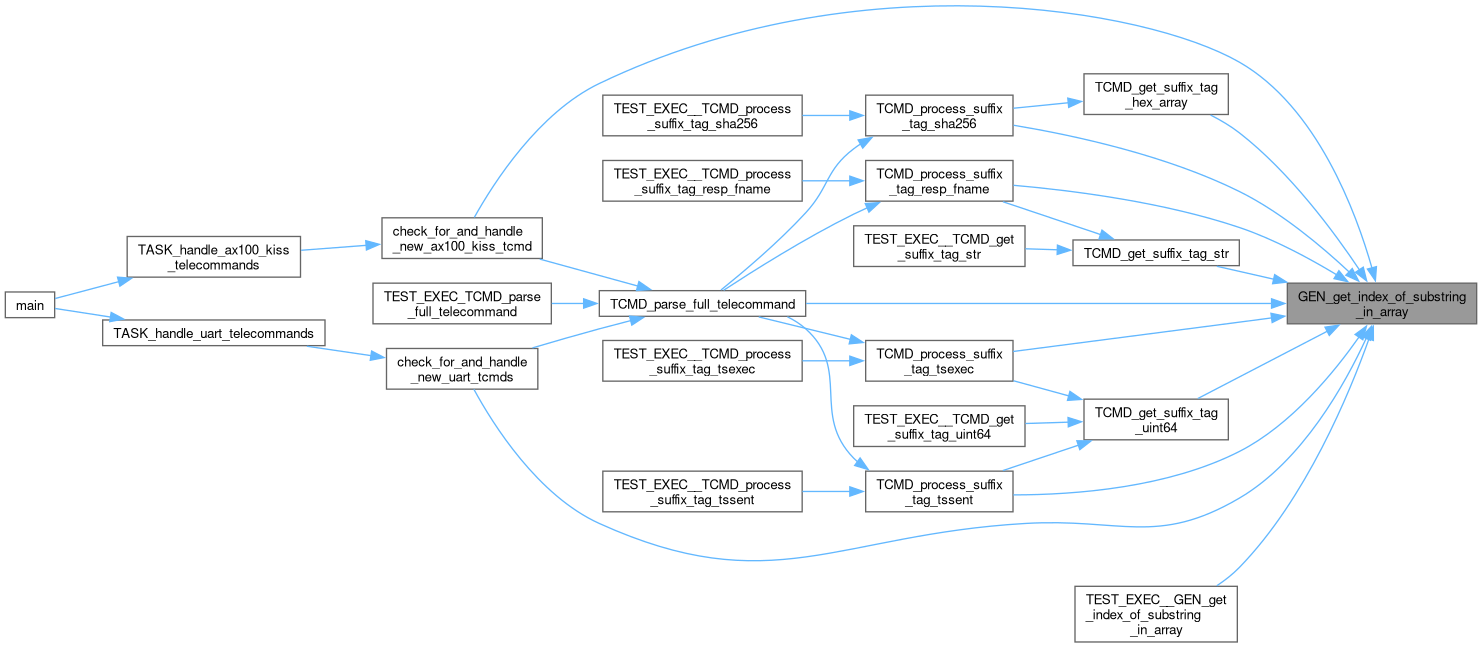 main
TASK_handle_ax100_kiss
_telecommands
TASK_handle_uart_telecommands
check_for_and_handle
_new_ax100_kiss_tcmd
TEST_EXEC_TCMD_parse
_full_telecommand
check_for_and_handle
_new_uart_tcmds
TEST_EXEC__TCMD_process
_suffix_tag_sha256
TEST_EXEC__TCMD_process
_suffix_tag_resp_fname
TCMD_parse_full_telecommand
TEST_EXEC__TCMD_process
_suffix_tag_tsexec
TEST_EXEC__TCMD_process
_suffix_tag_tssent
TCMD_process_suffix
_tag_sha256
TCMD_process_suffix
_tag_resp_fname
TEST_EXEC__TCMD_get
_suffix_tag_str
TCMD_process_suffix
_tag_tsexec
TEST_EXEC__TCMD_get
_suffix_tag_uint64
TCMD_process_suffix
_tag_tssent
TCMD_get_suffix_tag
_hex_array
TCMD_get_suffix_tag_str
TCMD_get_suffix_tag
_uint64
TEST_EXEC__GEN_get
_index_of_substring
_in_array
GEN_get_index_of_substring
_in_array